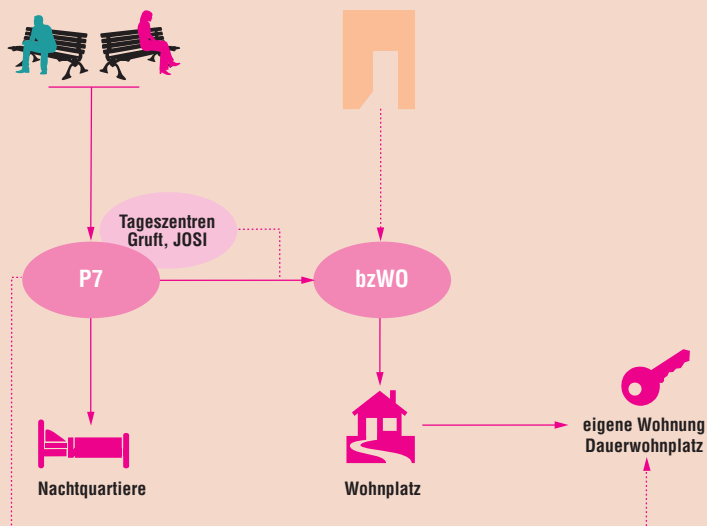 Tageszentren
Gruft, JOSI
P7
bzWO
Nachtquartiere
Wohnplatz
eigene Wohnung
Dauerwohnplatz